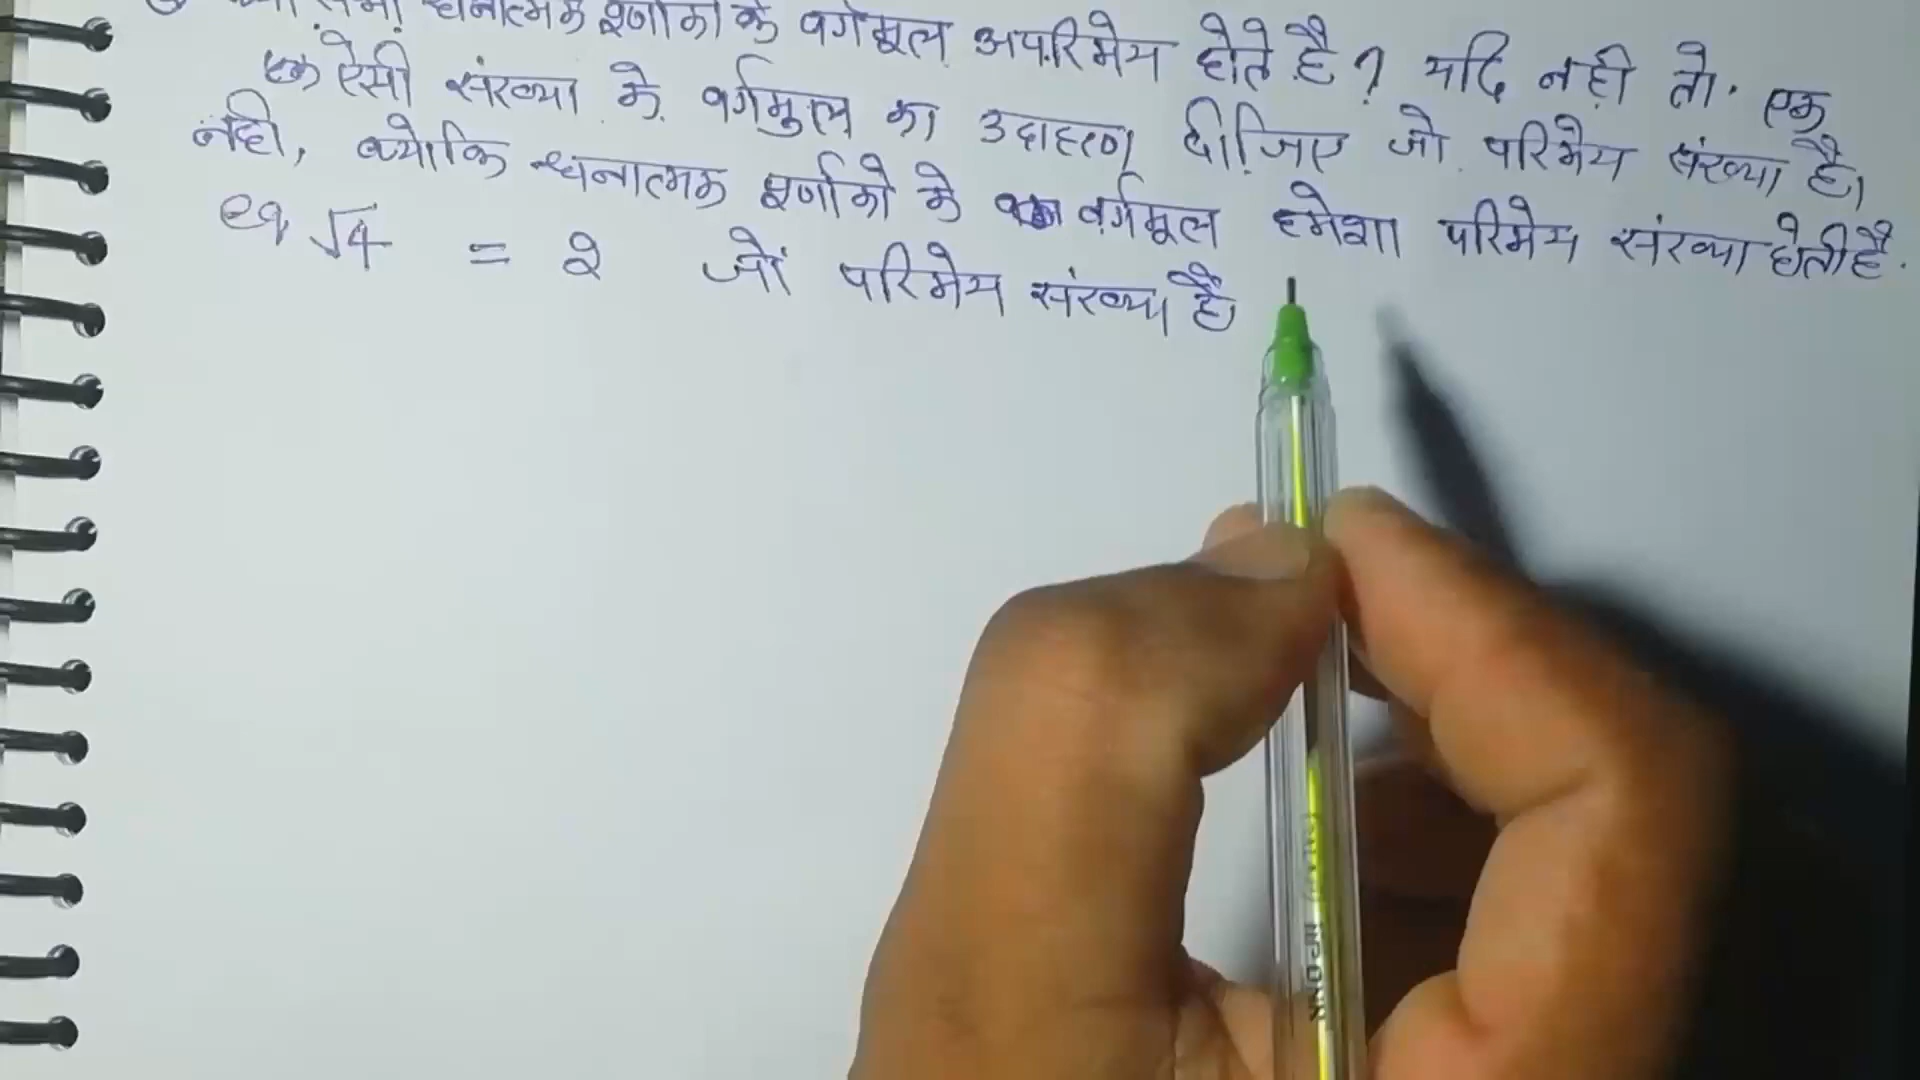 सभी धनात्मक पूर्णांको के वर्गमूल अपरिमेय होते है? यदि नही तो. एक
एक ऐसी संख्या के वर्गमुल का उदाहरण दीजिए जो परिमेय संख्या है।
नही, क्योकि धनात्मक पूर्णाको के वर्गमूल हमेशा परिमेय संख्या होती है.
eg √4 = 2 जो परिमेय संख्या है।